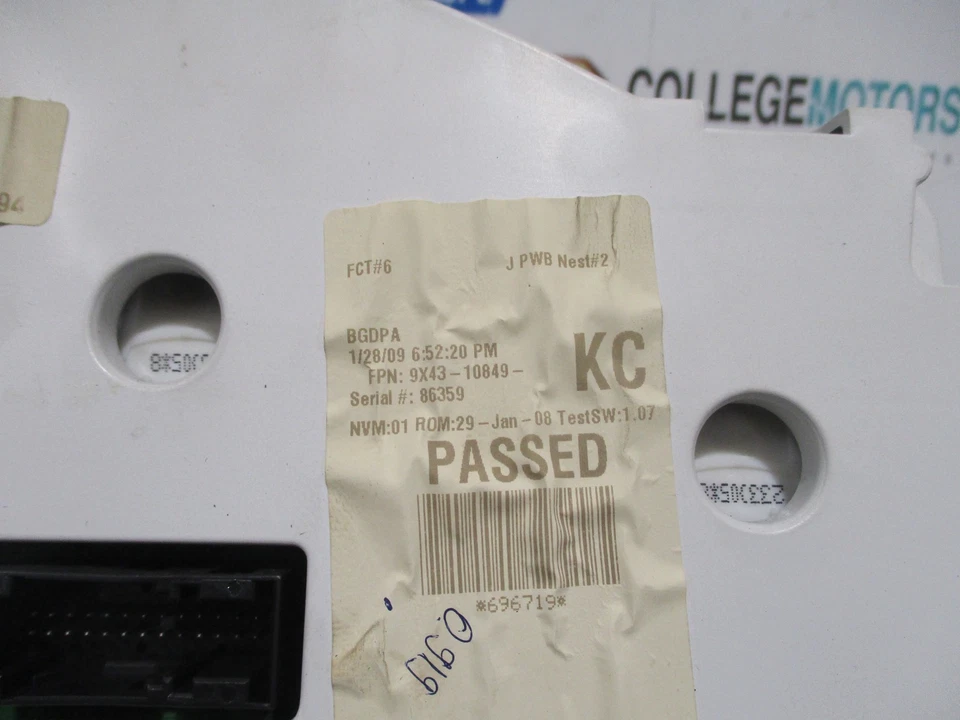 COLLEGEMOTORS
94
FCT#6 J PWB Nest#2
BGDPA
1/28/09 6:52:20 PM
FPN: 9X43-10849- KC
Serial #: 86359
NVM:01 ROM:29-Jan-08 TestSW:1.07
PASSED
*696719*